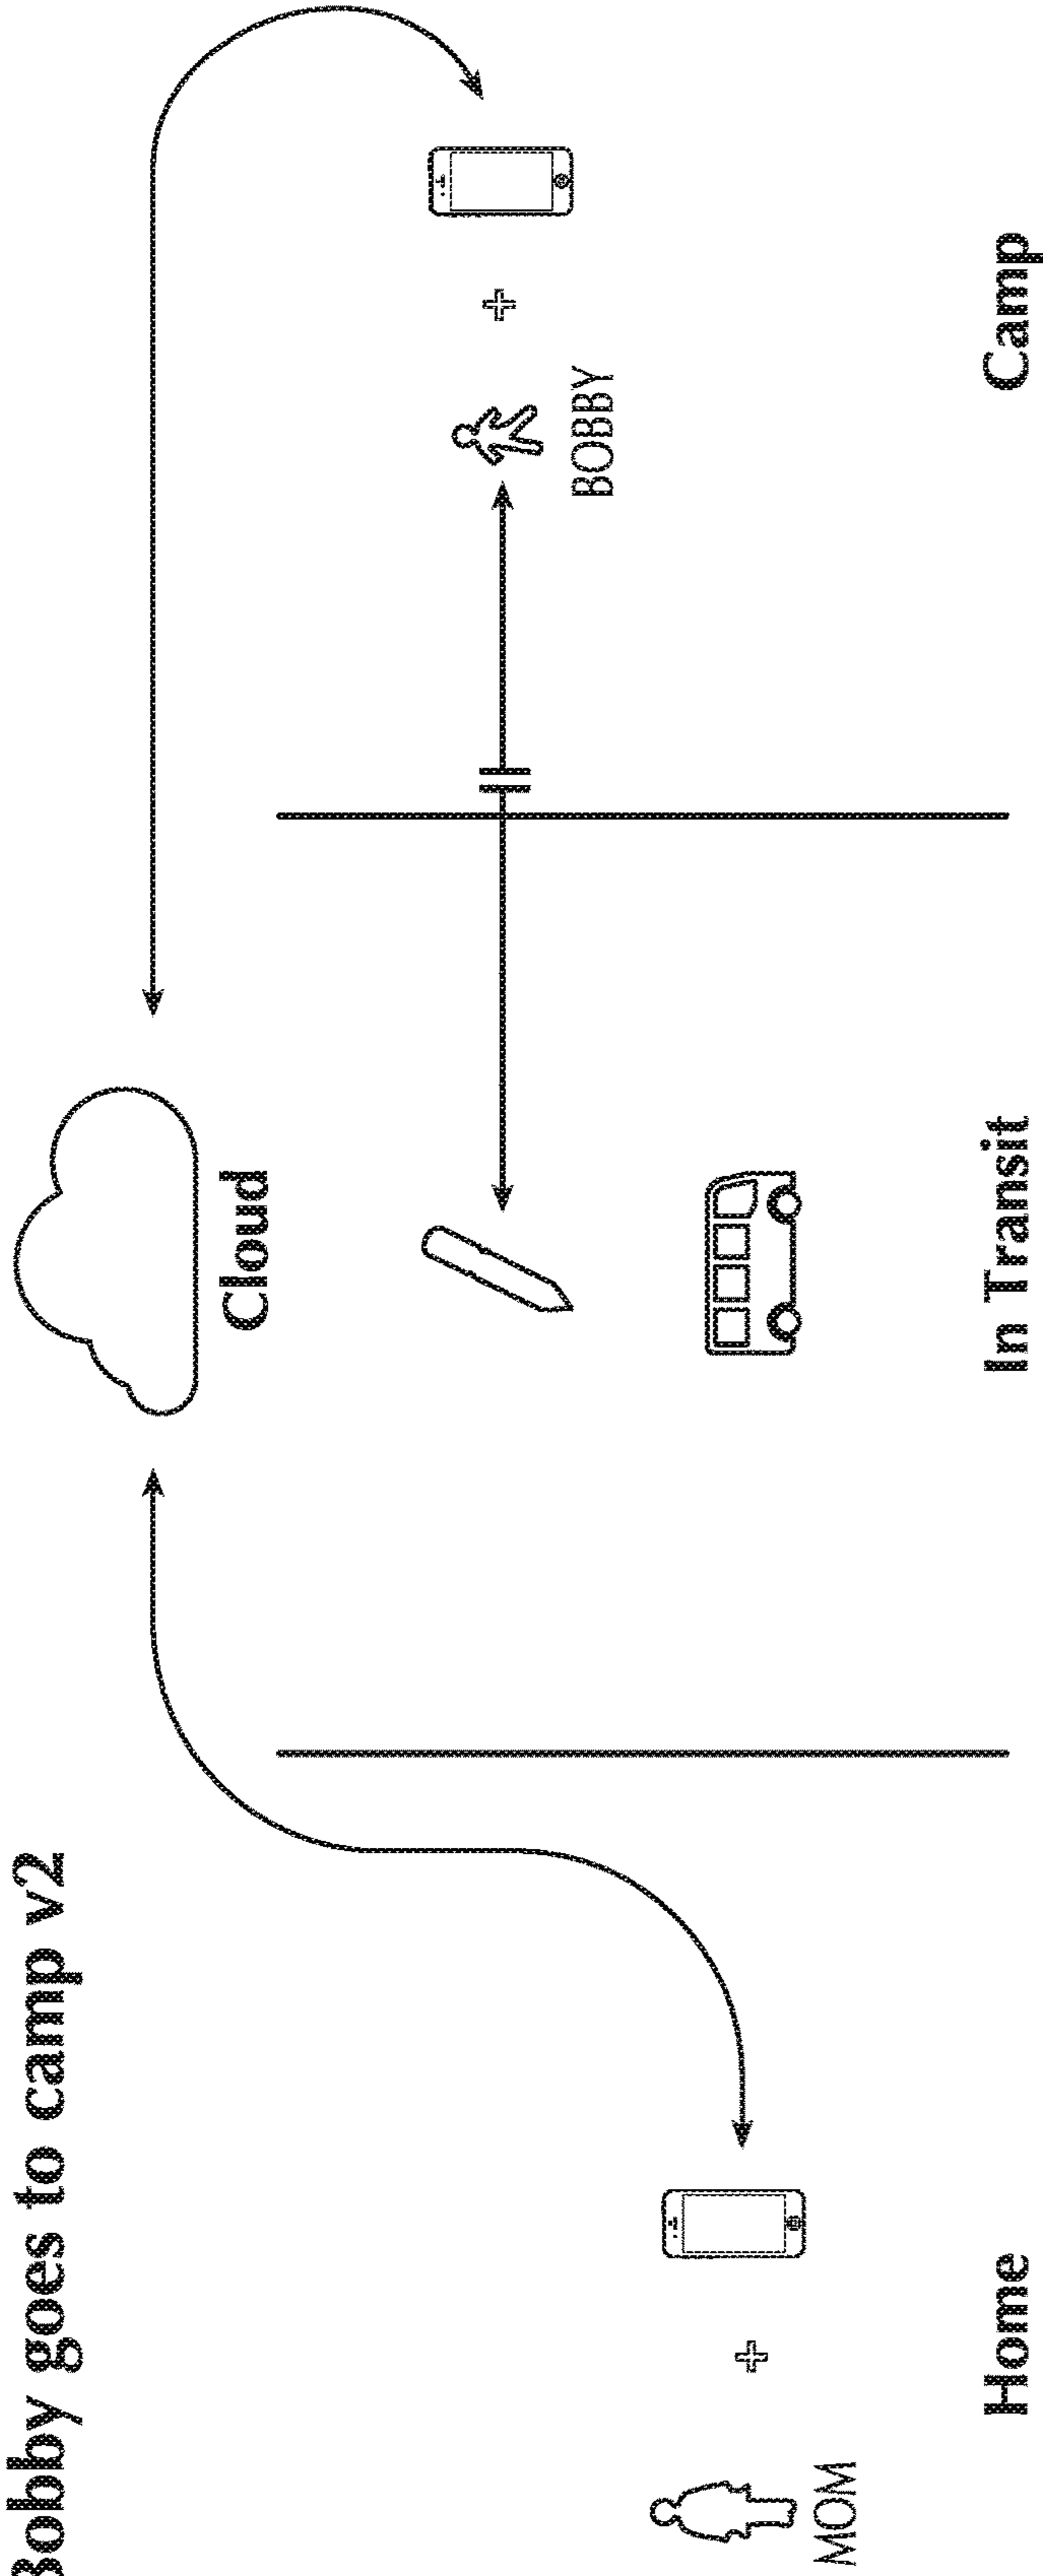 Bobby goes to camp v2
Cloud
BOBBY
MOM
Home
In Transit
Camp